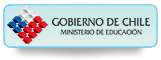 GOBIERNO DE CHILE
MINISTERIO DE EDUCACIÓN